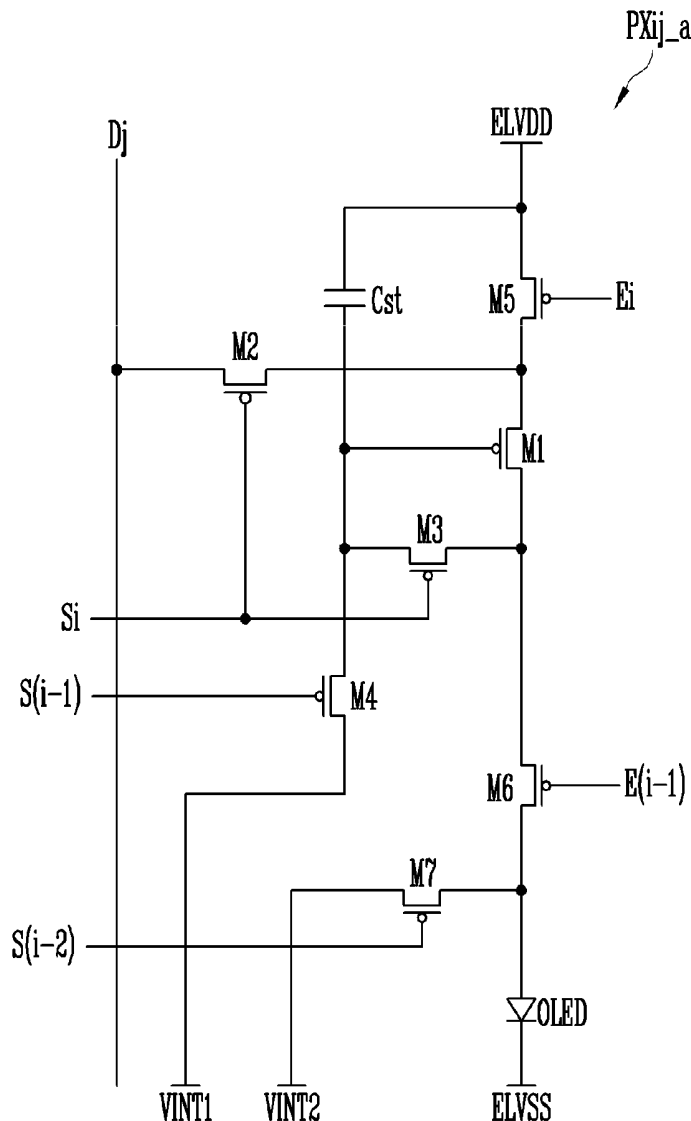 PXij_a
ELVDD
Dj
Cst
M5
Ei
M2
M1
M3
Si
S(i-1)
M4
M6
E(i-1)
M7
S(i-2)
OLED
VINT1
VINT2
ELVSS